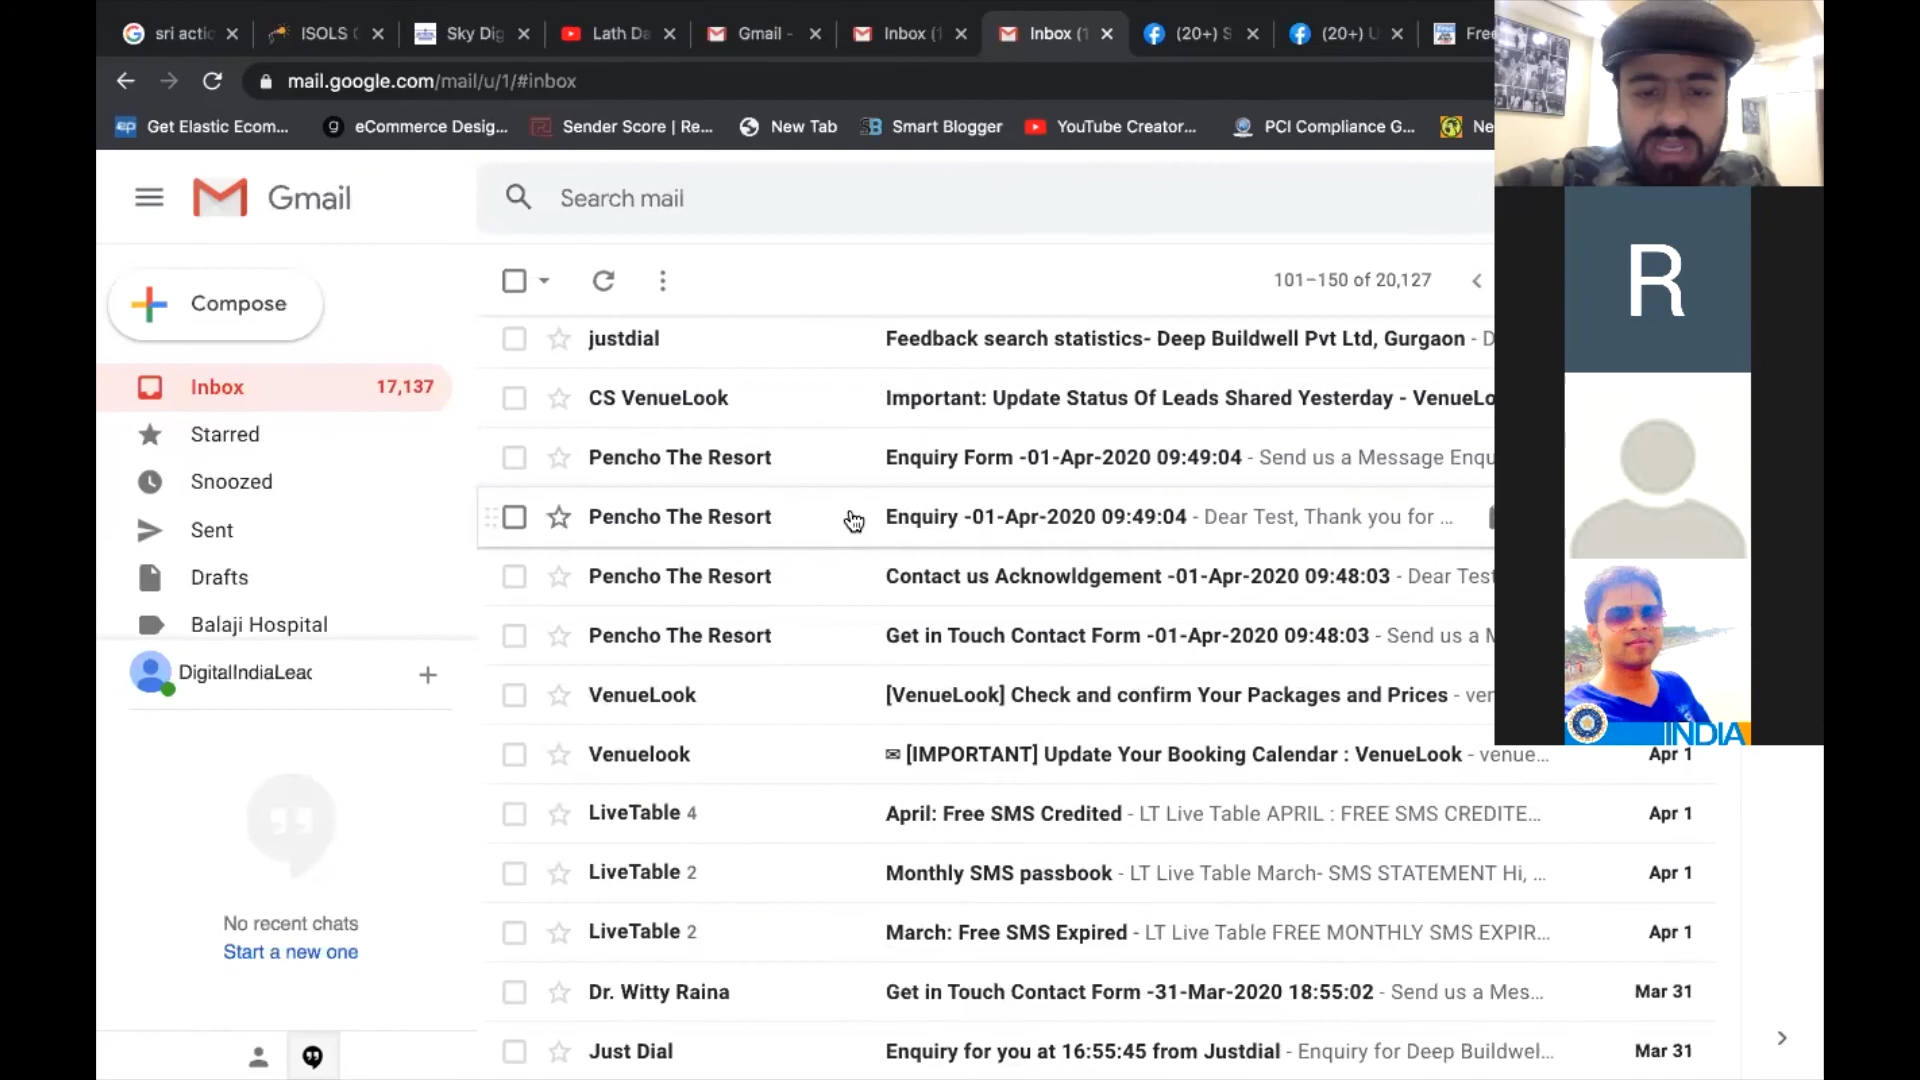 sri actic
ISOLS
Sky Dig
Lath Da
Gmail -
Inbox (1
Inbox (1
(20+) S
(20+) U
Free
mail.google.com/mail/u/1/#inbox
Get Elastic Ecom...
eCommerce Desig...
Sender Score | Re...
New Tab
Smart Blogger
YouTube Creator...
PCI Compliance G...
Ne
Gmail
Search mail
Compose
101–150 of 20,127
R
Inbox 17,137
Starred
Snoozed
Sent
Drafts
Balaji Hospital
DigitalIndiaLead
justdial Feedback search statistics- Deep Buildwell Pvt Ltd, Gurgaon - D
CS VenueLook Important: Update Status Of Leads Shared Yesterday - VenueLo
Pencho The Resort Enquiry Form -01-Apr-2020 09:49:04 - Send us a Message Enqu
Pencho The Resort Enquiry -01-Apr-2020 09:49:04 - Dear Test, Thank you for ...
Pencho The Resort Contact us Acknowldgement -01-Apr-2020 09:48:03 - Dear Test
Pencho The Resort Get in Touch Contact Form -01-Apr-2020 09:48:03 - Send us a M
VenueLook [VenueLook] Check and confirm Your Packages and Prices - ven
INDIA
Venuelook ✉ [IMPORTANT] Update Your Booking Calendar : VenueLook - venue... Apr 1
LiveTable 4 April: Free SMS Credited - LT Live Table APRIL : FREE SMS CREDITE... Apr 1
LiveTable 2 Monthly SMS passbook - LT Live Table March- SMS STATEMENT Hi, ... Apr 1
LiveTable 2 March: Free SMS Expired - LT Live Table FREE MONTHLY SMS EXPIR... Apr 1
Dr. Witty Raina Get in Touch Contact Form -31-Mar-2020 18:55:02 - Send us a Mes... Mar 31
Just Dial Enquiry for you at 16:55:45 from Justdial - Enquiry for Deep Buildwel... Mar 31
No recent chats
Start a new one